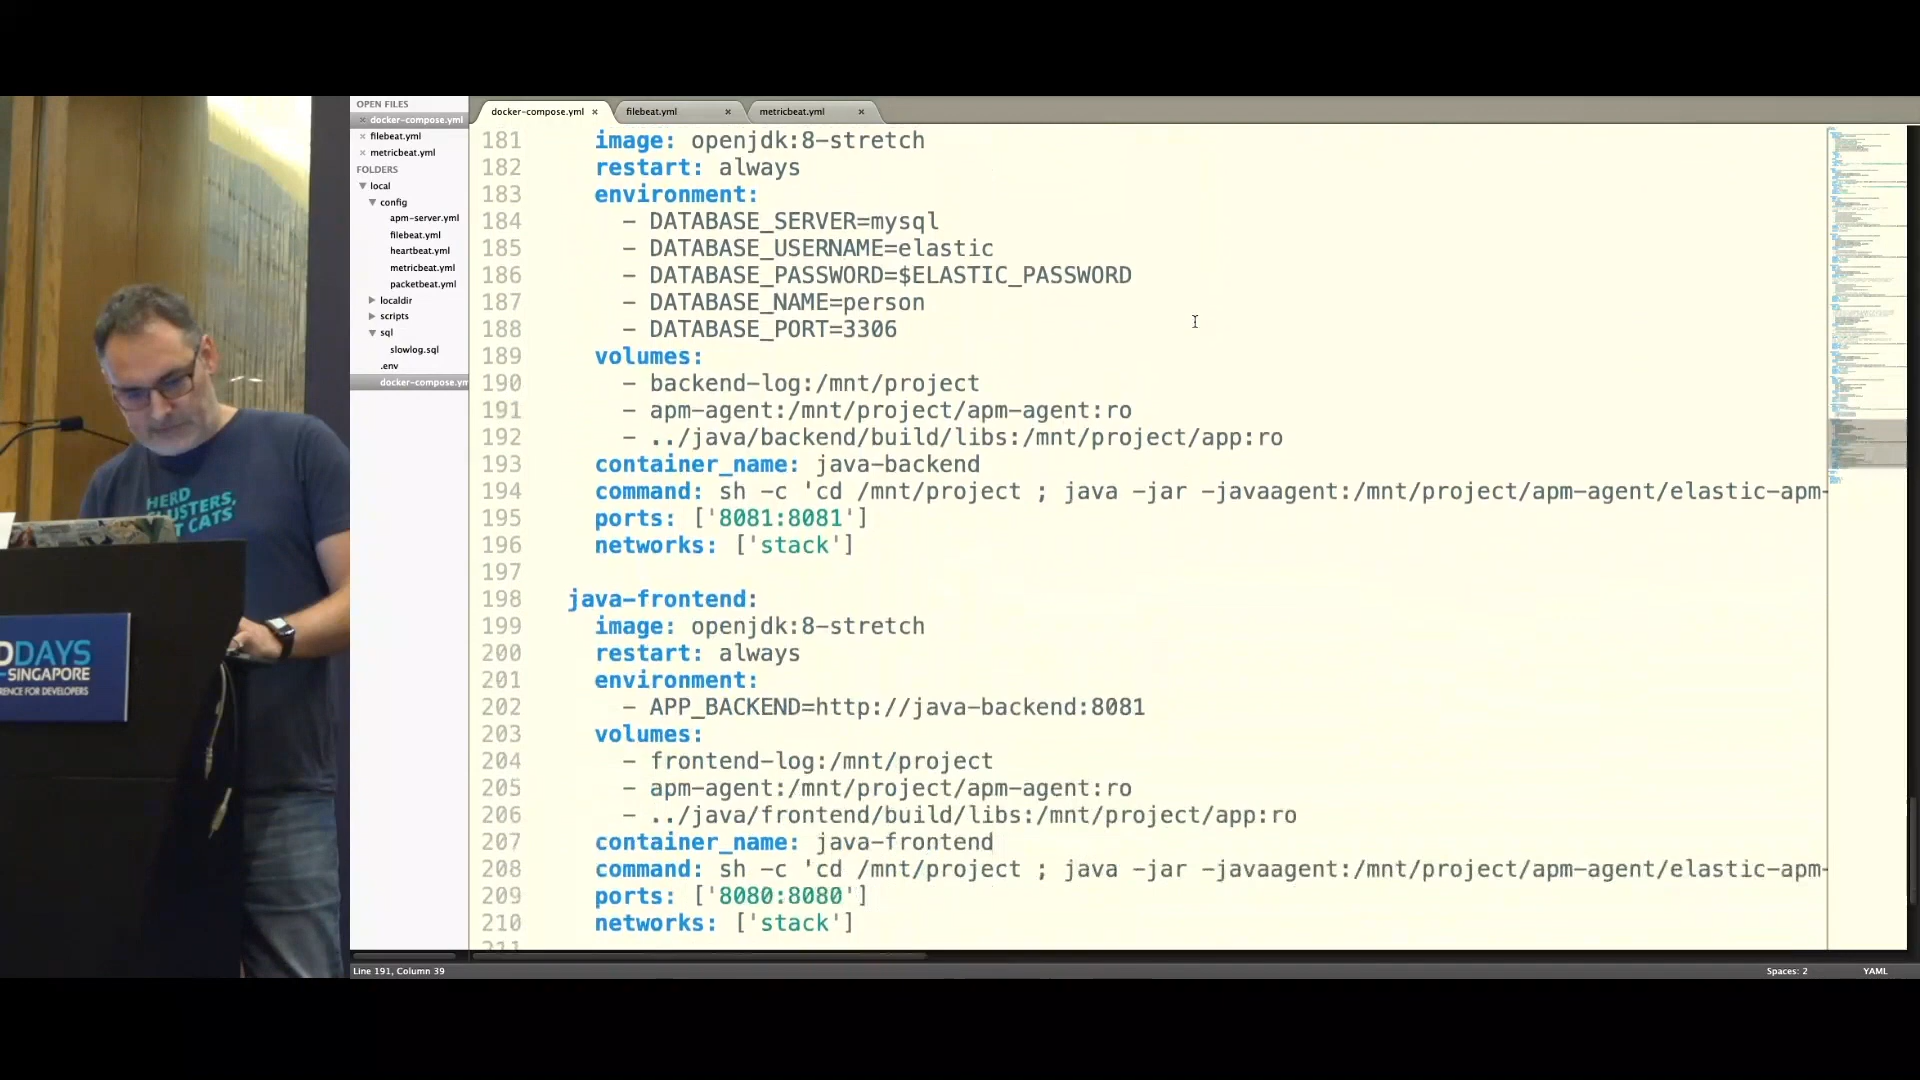 OPEN FILES
docker-compose.yml
filebeat.yml
metricbeat.yml
FOLDERS
local
config
apm-server.yml
filebeat.yml
heartbeat.yml
metricbeat.yml
packetbeat.yml
localdir
scripts
sql
slowlog.sql
.env
docker-compose.ym
docker-compose.yml ×
filebeat.yml ×
metricbeat.yml ×
181 image: openjdk:8-stretch
182 restart: always
183 environment:
184 - DATABASE_SERVER=mysql
185 - DATABASE_USERNAME=elastic
186 - DATABASE_PASSWORD=$ELASTIC_PASSWORD
187 - DATABASE_NAME=person
188 - DATABASE_PORT=3306
189 volumes:
190 - backend-log:/mnt/project
191 - apm-agent:/mnt/project/apm-agent:ro
192 - ../java/backend/build/libs:/mnt/project/app:ro
193 container_name: java-backend
194 command: sh -c 'cd /mnt/project ; java -jar -javaagent:/mnt/project/apm-agent/elastic-apm-
195 ports: ['8081:8081']
196 networks: ['stack']
197
198 java-frontend:
199 image: openjdk:8-stretch
200 restart: always
201 environment:
202 - APP_BACKEND=http://java-backend:8081
203 volumes:
204 - frontend-log:/mnt/project
205 - apm-agent:/mnt/project/apm-agent:ro
206 - ../java/frontend/build/libs:/mnt/project/app:ro
207 container_name: java-frontend
208 command: sh -c 'cd /mnt/project ; java -jar -javaagent:/mnt/project/apm-agent/elastic-apm-
209 ports: ['8080:8080']
210 networks: ['stack']
211
Line 191, Column 39
Spaces: 2
YAML
HERD
CLUSTERS,
CATS
DAYS
SINGAPORE
FOR DEVELOPERS